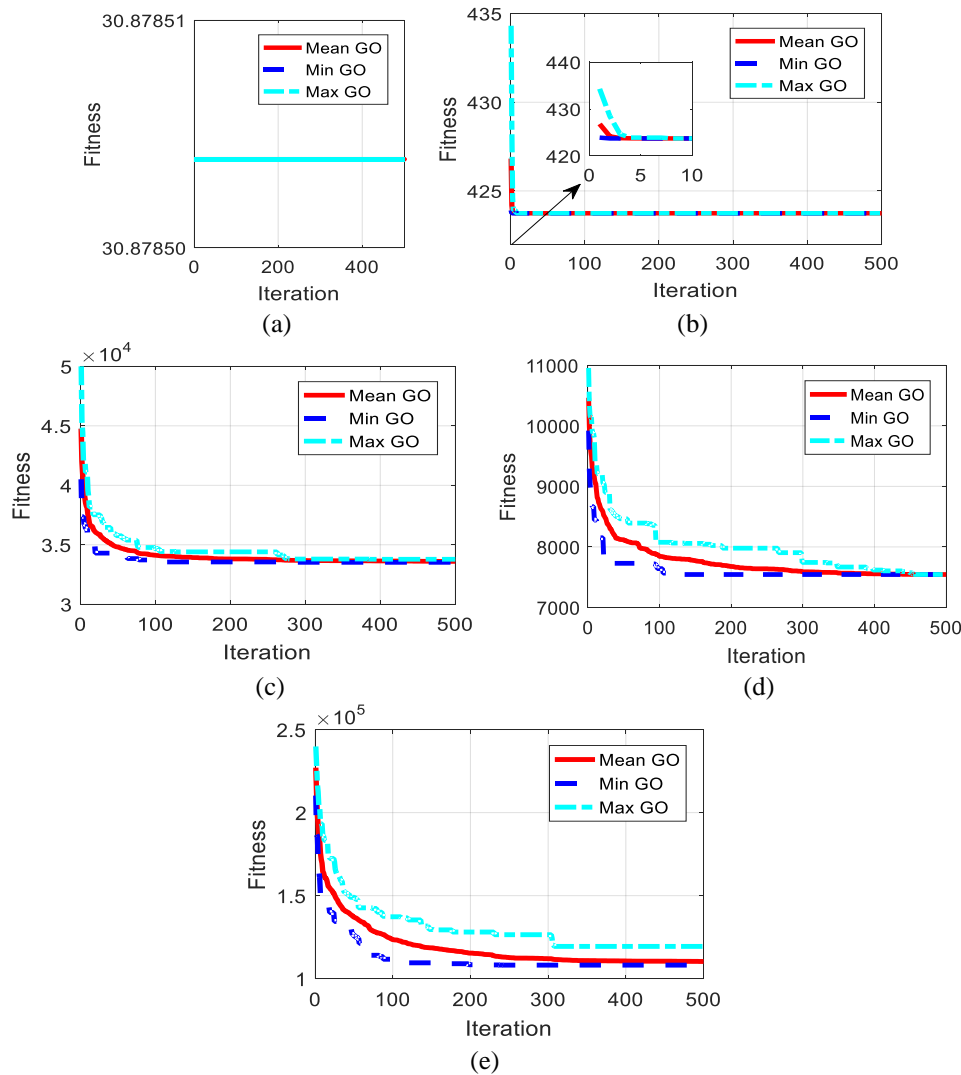 30.87851
Mean GO
Min GO
Max GO
Fitness
30.87850
0 200 400
Iteration
(a)
435
430
425
Mean GO
Min GO
Max GO
440
430
420
0 5 10
Fitness
0 100 200 300 400 500
Iteration
(b)
×10⁴
5
4.5
4
3.5
3
Mean GO
Min GO
Max GO
Fitness
0 100 200 300 400 500
Iteration
(c)
11000
10000
9000
8000
7000
Mean GO
Min GO
Max GO
Fitness
0 100 200 300 400 500
Iteration
(d)
×10⁵
2.5
2
1.5
1
Mean GO
Min GO
Max GO
Fitness
0 100 200 300 400 500
Iteration
(e)